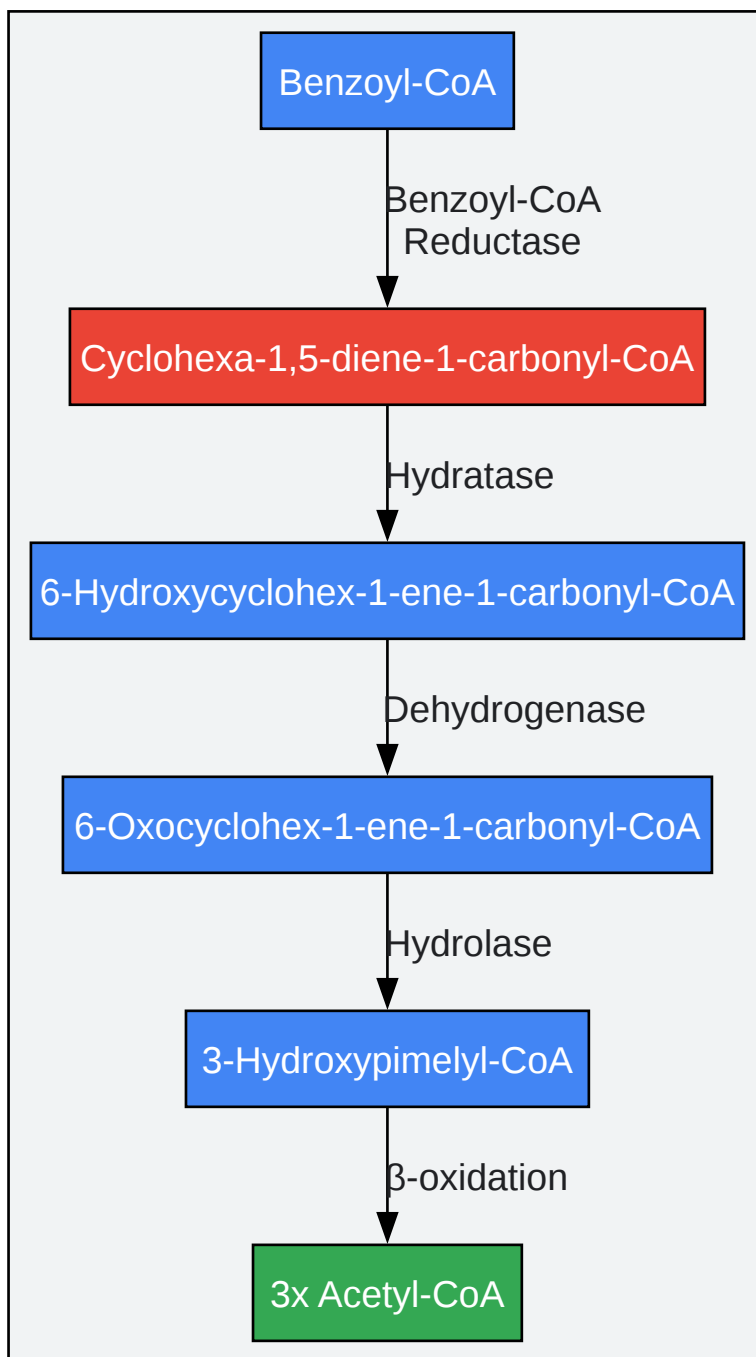 Benzoyl-CoA
Benzoyl-CoA
Reductase
Cyclohexa-1,5-diene-1-carbonyl-CoA
Hydratase
6-Hydroxycyclohex-1-ene-1-carbonyl-CoA
Dehydrogenase
6-Oxocyclohex-1-ene-1-carbonyl-CoA
Hydrolase
3-Hydroxypimelyl-CoA
β-oxidation
3x Acetyl-CoA